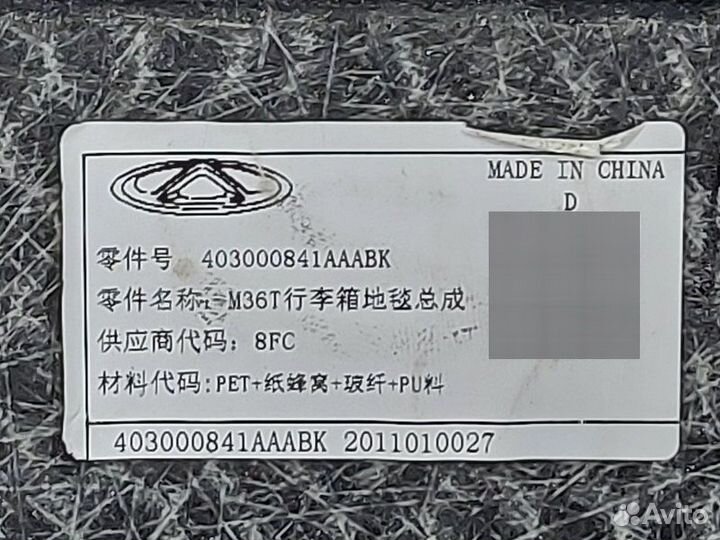 MADE IN CHINA
D
零件号 403000841AAABK
零件名称: M36T行李箱地毯总成
供应商代码: 8FC
材料代码:PET+纸蜂窝+玻纤+PU料
403000841AAABK 2011010027
Avito